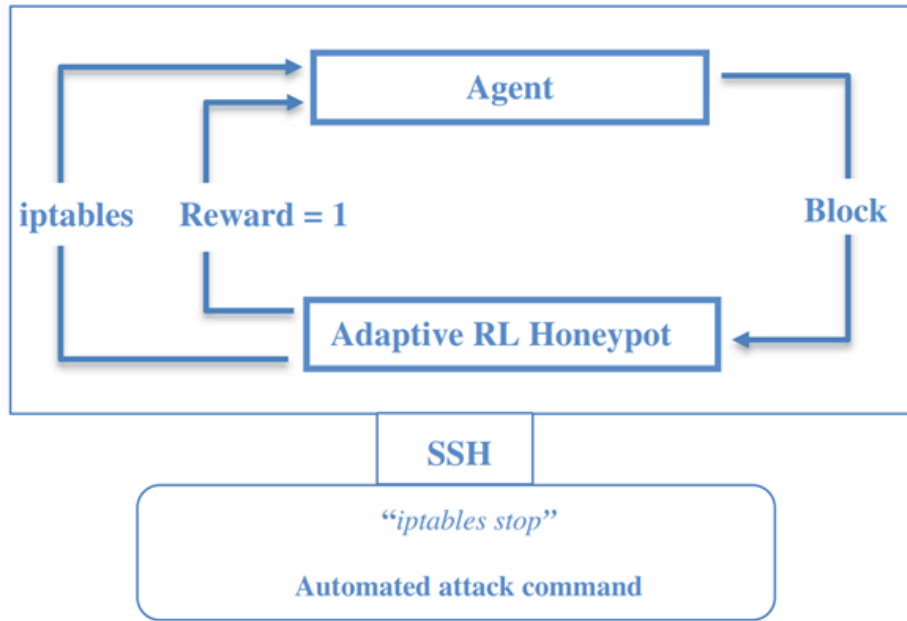 Agent
iptables
Reward = 1
Block
Adaptive RL Honeypot
SSH
“iptables stop”
Automated attack command